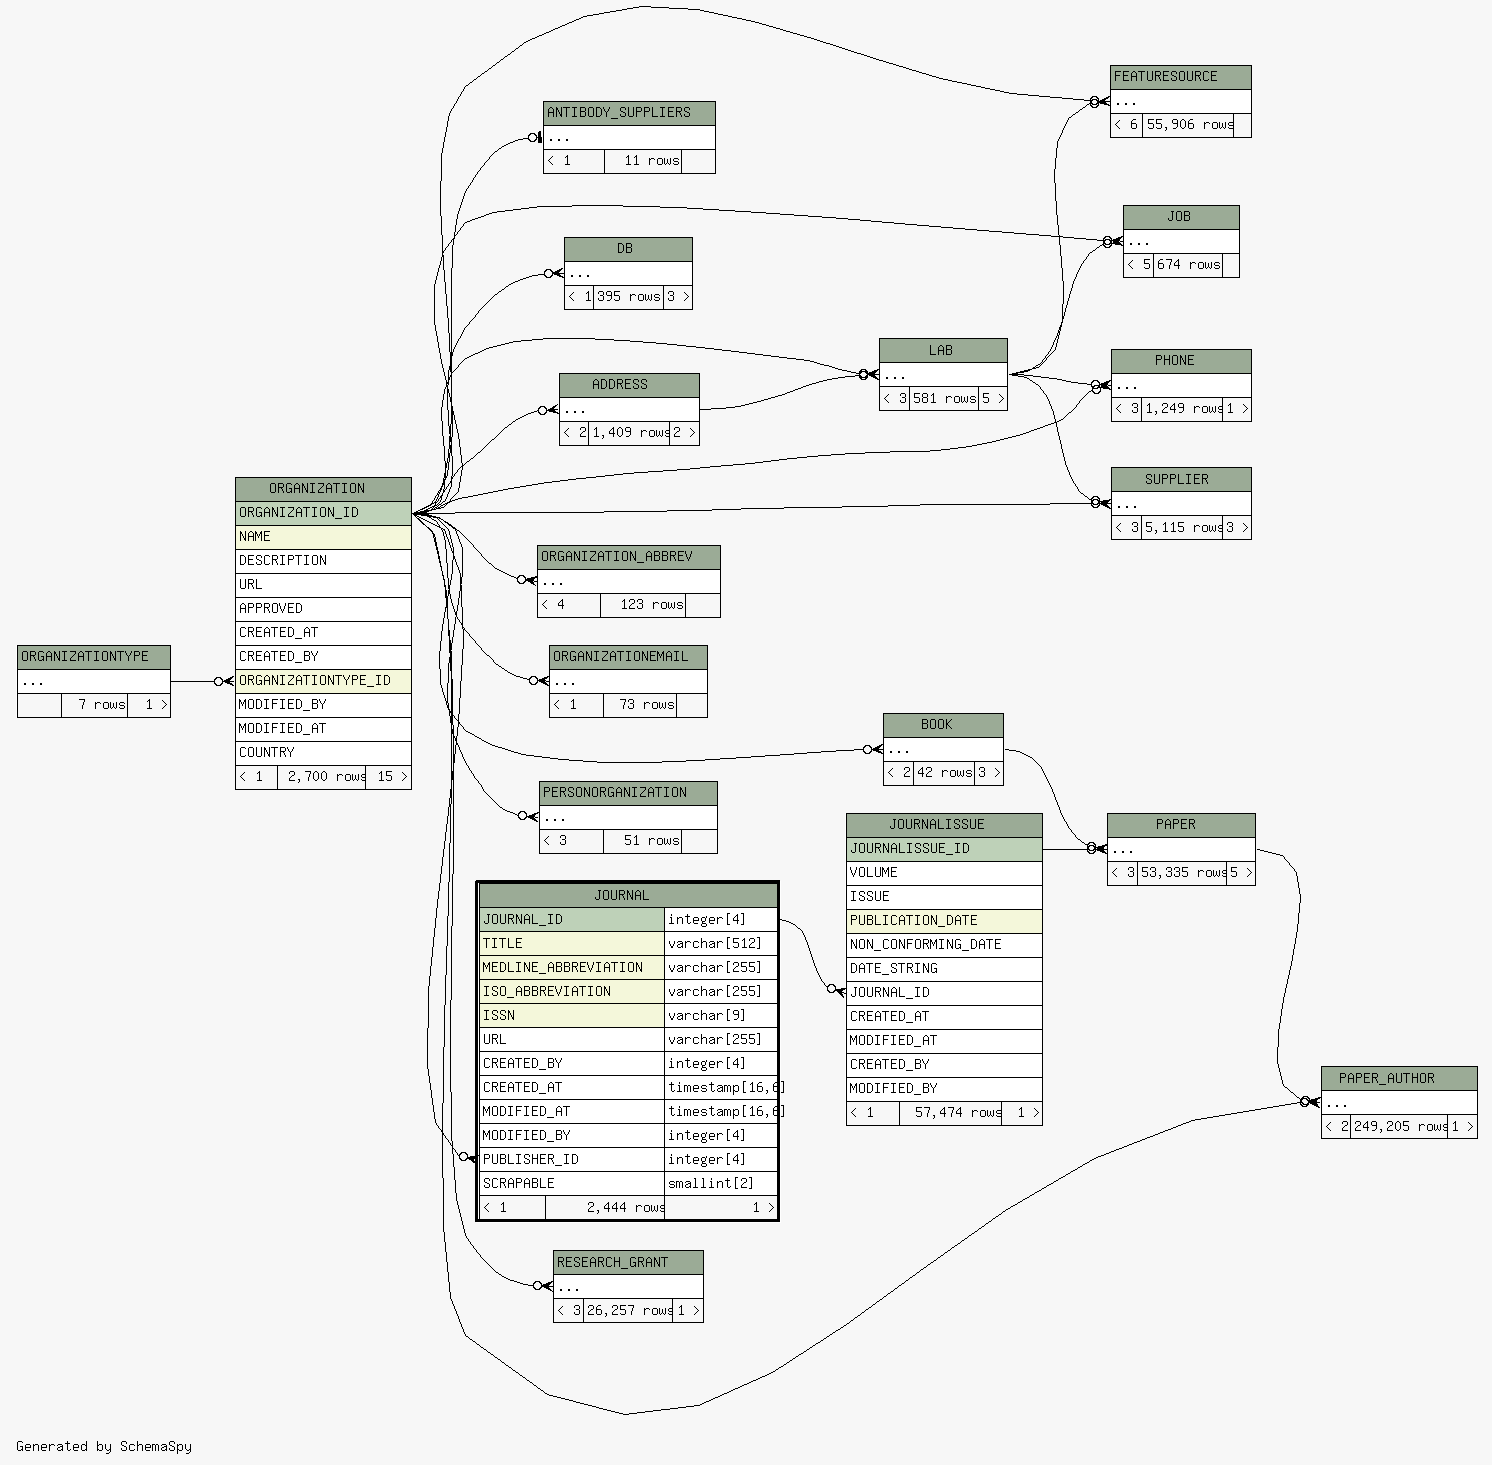 FEATURESOURCE
...
< 6 55,906 rows
ANTIBODY_SUPPLIERS
...
< 1 11 rows
JOB
...
< 5 674 rows
DB
...
< 1 395 rows 3 >
LAB
...
< 3 581 rows 5 >
PHONE
...
< 3 1,249 rows 1 >
ADDRESS
...
< 2 1,409 rows 2 >
SUPPLIER
...
< 3 5,115 rows 3 >
ORGANIZATION
ORGANIZATION_ID
NAME
DESCRIPTION
URL
APPROVED
CREATED_AT
CREATED_BY
ORGANIZATIONTYPE_ID
MODIFIED_BY
MODIFIED_AT
COUNTRY
< 1 2,700 rows 15 >
ORGANIZATION_ABBREV
...
< 4 123 rows
ORGANIZATIONTYPE
...
7 rows 1 >
ORGANIZATIONEMAIL
...
< 1 73 rows
BOOK
...
< 2 42 rows 3 >
PERSONORGANIZATION
...
< 3 51 rows
JOURNALISSUE
JOURNALISSUE_ID
VOLUME
ISSUE
PUBLICATION_DATE
NON_CONFORMING_DATE
DATE_STRING
JOURNAL_ID
CREATED_AT
MODIFIED_AT
CREATED_BY
MODIFIED_BY
< 1 57,474 rows 1 >
PAPER
...
< 3 53,335 rows 5 >
JOURNAL
JOURNAL_ID integer[4]
TITLE varchar[512]
MEDLINE_ABBREVIATION varchar[255]
ISO_ABBREVIATION varchar[255]
ISSN varchar[9]
URL varchar[255]
CREATED_BY integer[4]
CREATED_AT timestamp[16,6]
MODIFIED_AT timestamp[16,6]
MODIFIED_BY integer[4]
PUBLISHER_ID integer[4]
SCRAPABLE smallint[2]
< 1 2,444 rows 1 >
PAPER_AUTHOR
...
< 2 249,205 rows 1 >
RESEARCH_GRANT
...
< 3 26,257 rows 1 >
Generated by SchemaSpy